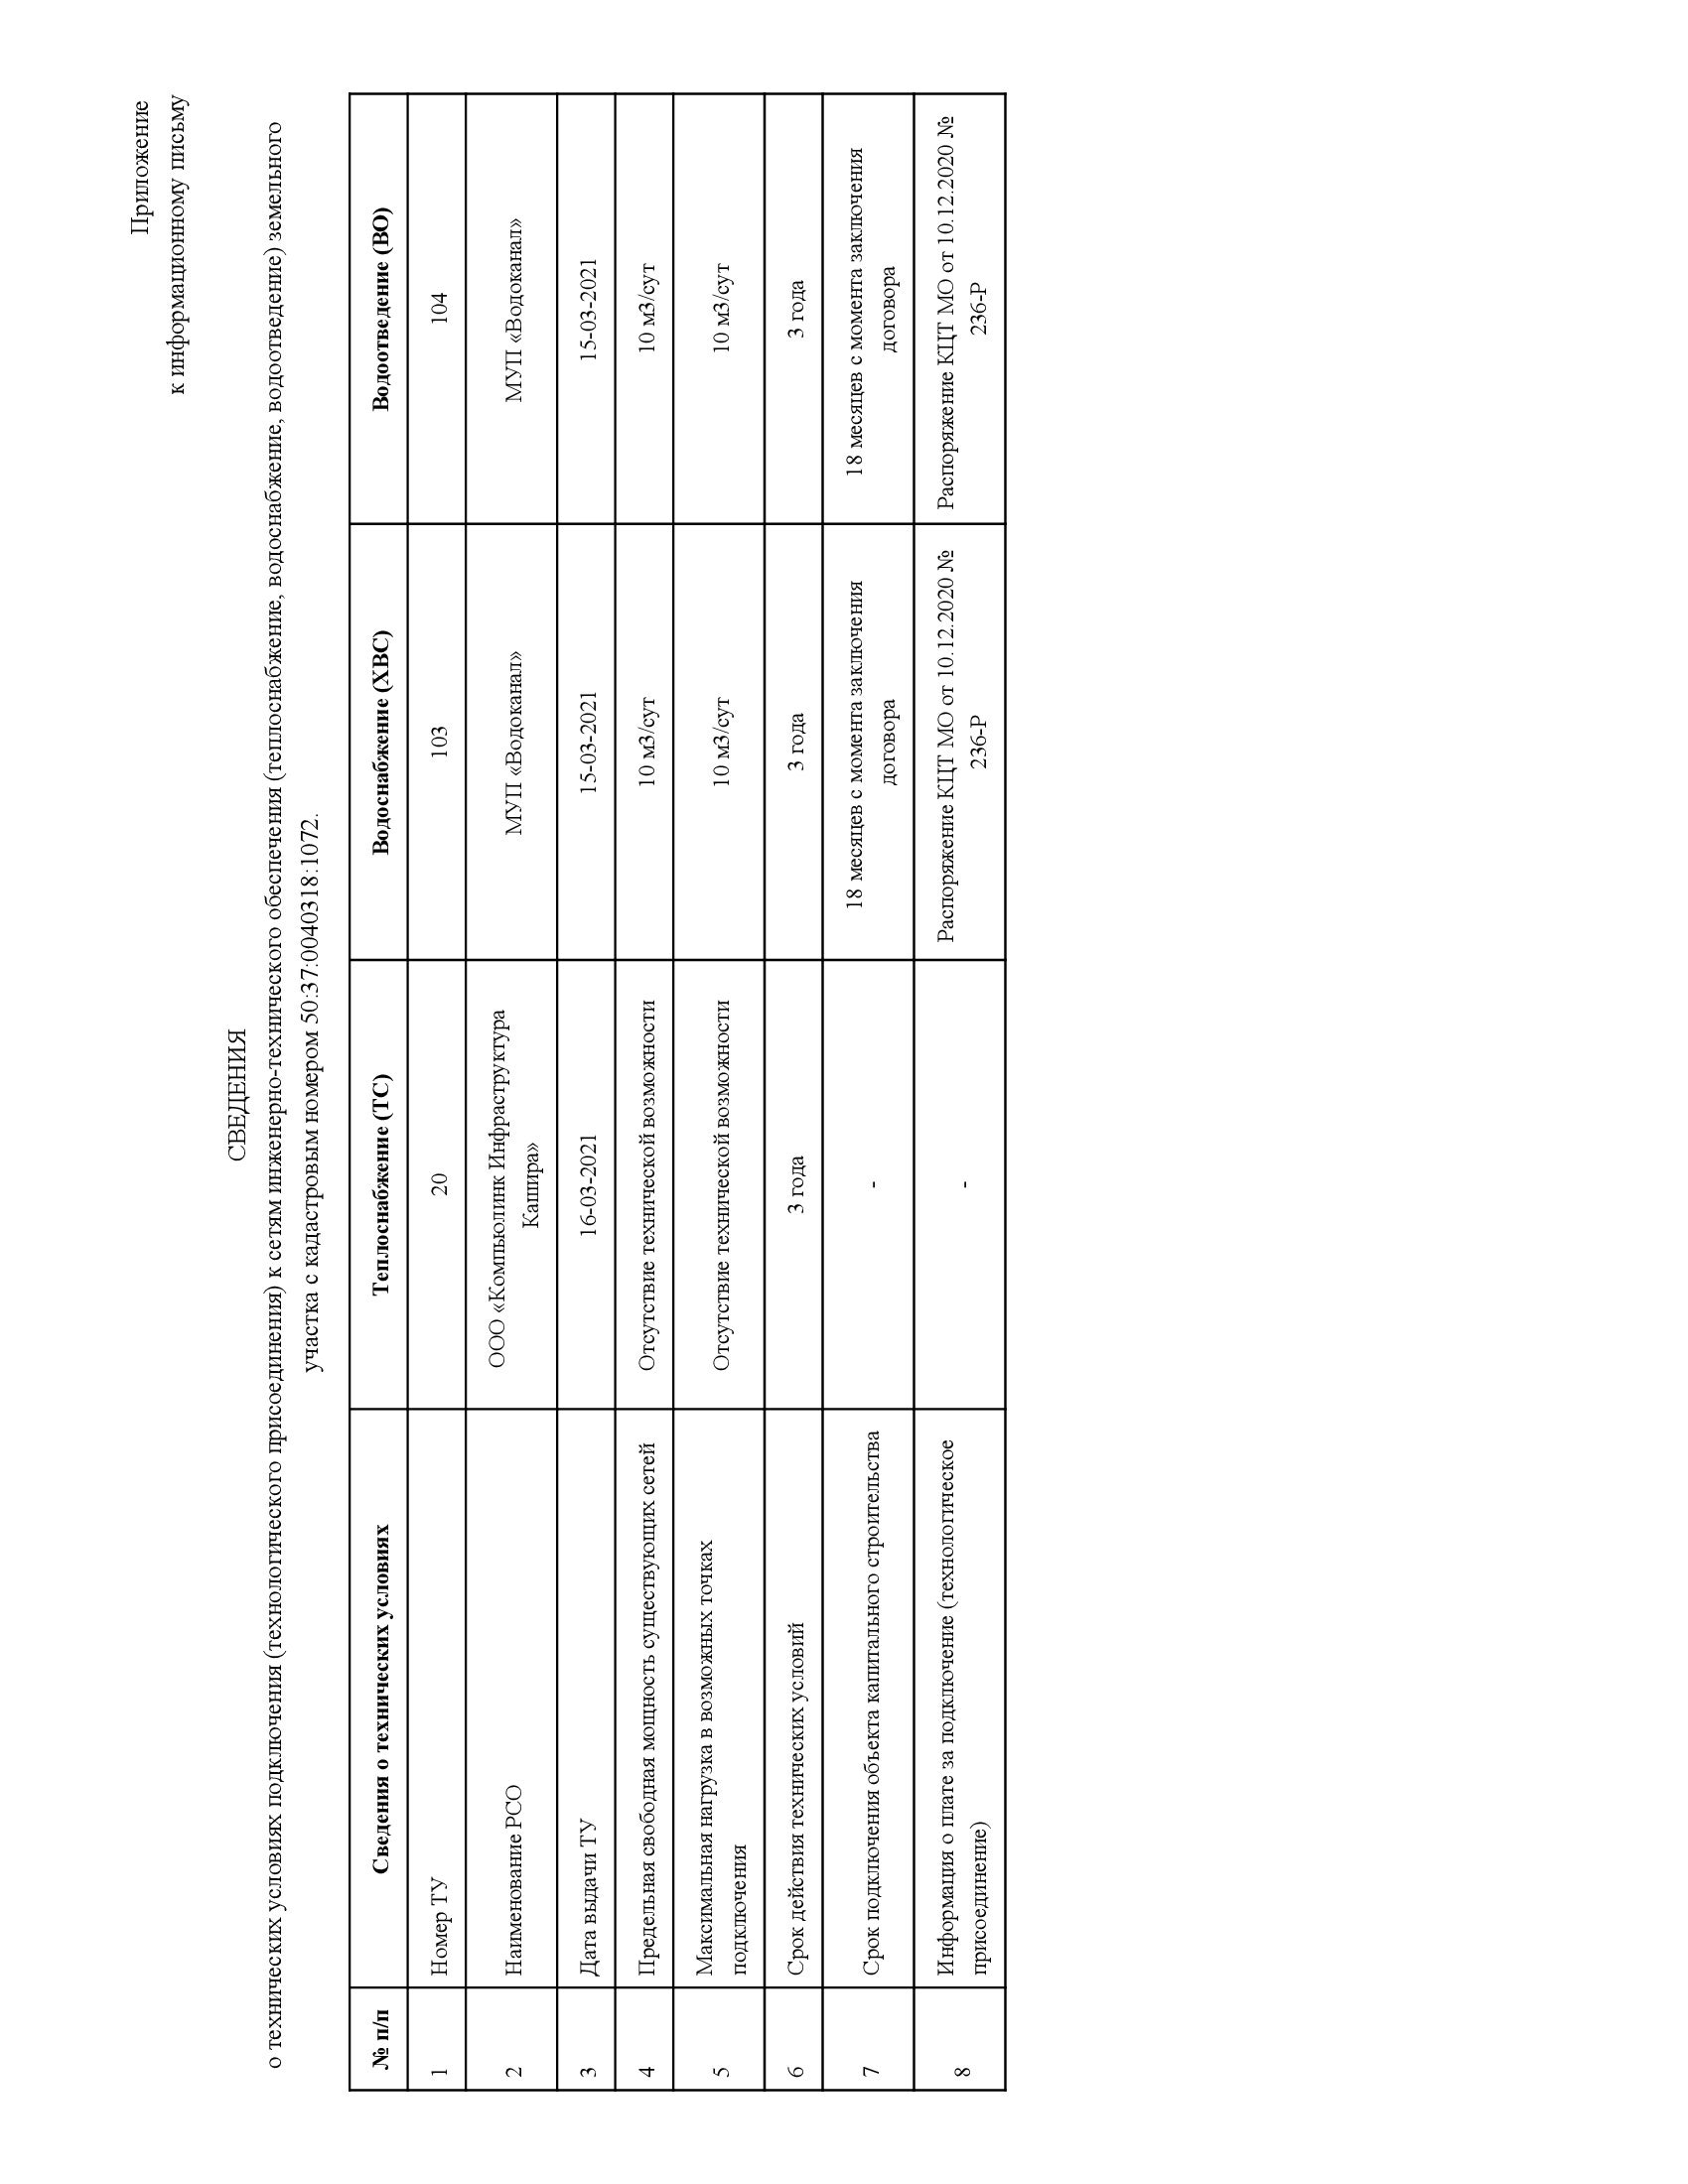 Приложение
к информационному письму
СВЕДЕНИЯ
о технических условиях подключения (технологического присоединения) к сетям инженерно-технического обеспечения (теплоснабжение, водоснабжение, водоотведение) земельного
участка с кадастровым номером 50:37:0040318:1072.
№ п/п Сведения о технических условиях Теплоснабжение (ТС) Водоснабжение (ХВС) Водоотведение (ВО)
1 Номер ТУ 20 103 104
2 Наименование РСО ООО «Компьюлинк Инфраструктура
Кашира» МУП «Водоканал» МУП «Водоканал»
3 Дата выдачи ТУ 16-03-2021 15-03-2021 15-03-2021
4 Предельная свободная мощность существующих сетей Отсутствие технической возможности 10 м3/сут 10 м3/сут
5 Максимальная нагрузка в возможных точках
подключения Отсутствие технической возможности 10 м3/сут 10 м3/сут
6 Срок действия технических условий 3 года 3 года 3 года
7 Срок подключения объекта капитального строительства - 18 месяцев с момента заключения
договора 18 месяцев с момента заключения
договора
8 Информация о плате за подключение (технологическое
присоединение) - Распоряжение КЦТ МО от 10.12.2020 №
236-Р Распоряжение КЦТ МО от 10.12.2020 №
236-Р